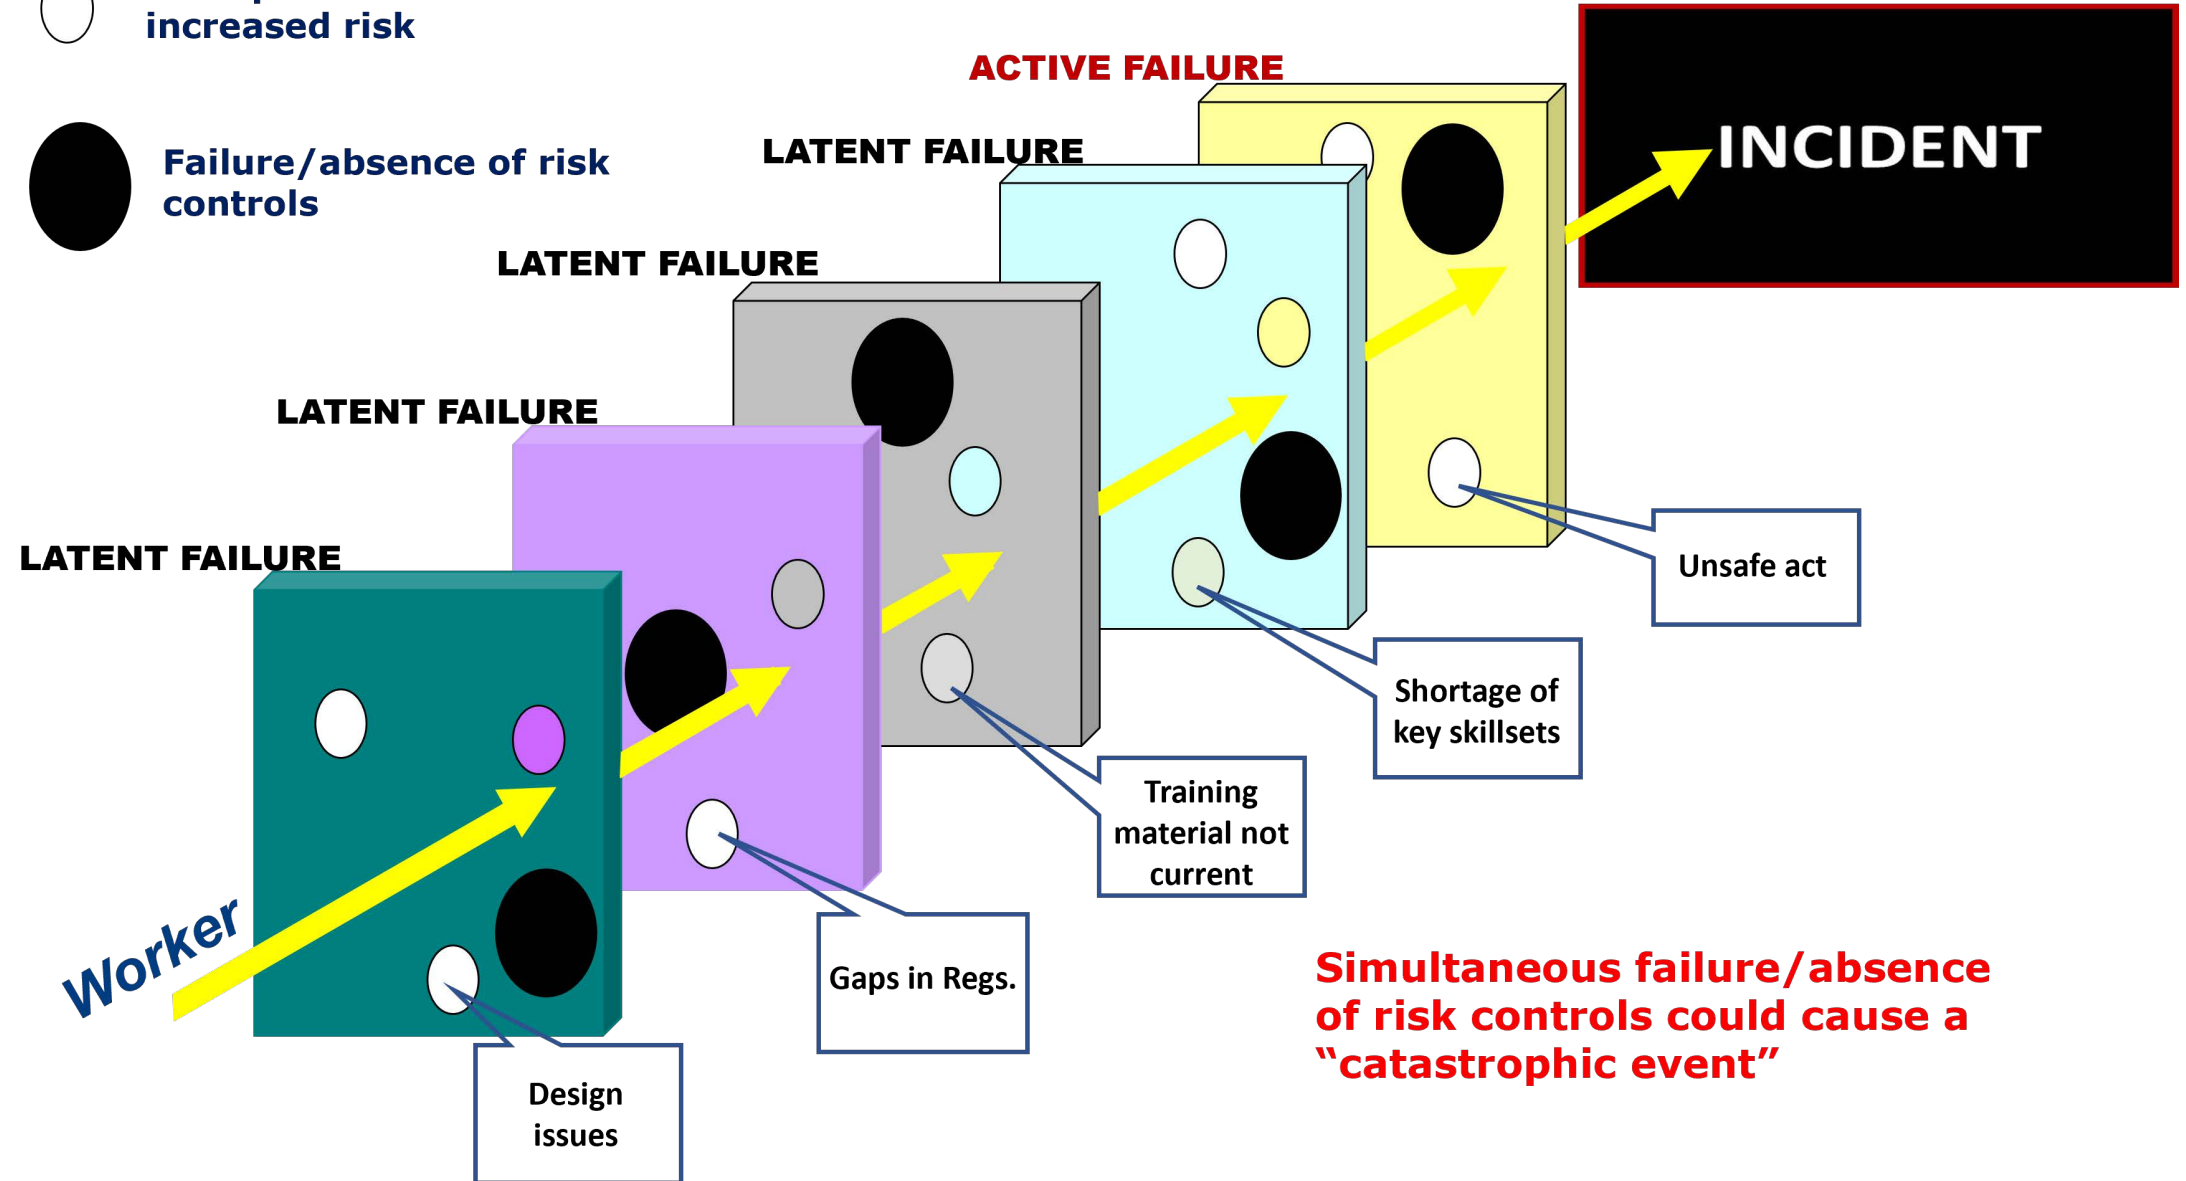 increased risk
Failure/absence of risk
controls
ACTIVE FAILURE
LATENT FAILURE
LATENT FAILURE
LATENT FAILURE
LATENT FAILURE
INCIDENT
Worker
Unsafe act
Shortage of
key skillsets
Training
material not
current
Gaps in Regs.
Design
issues
Simultaneous failure/absence
of risk controls could cause a
“catastrophic event”